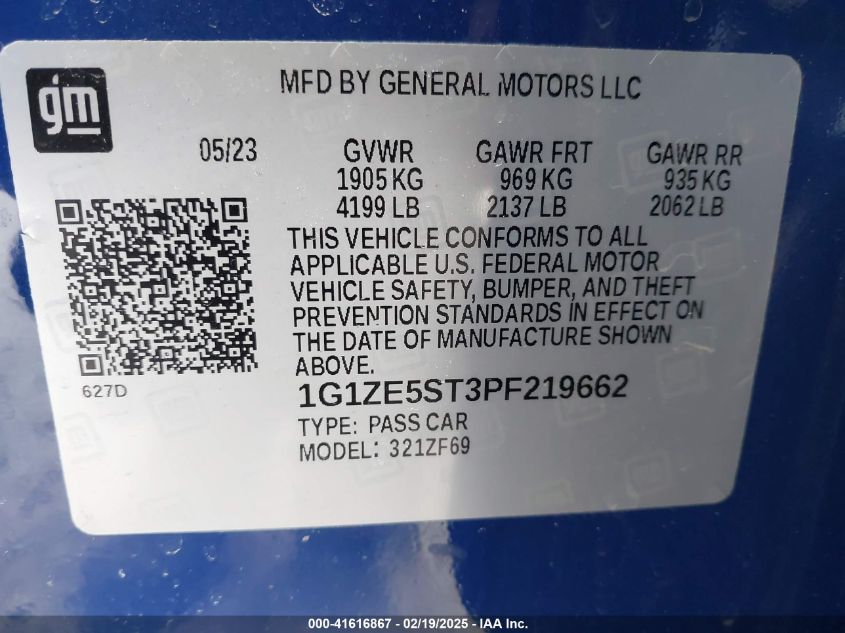 gm
MFD BY GENERAL MOTORS LLC
05/23 GVWR GAWR FRT GAWR RR
1905 KG 969 KG 935 KG
4199 LB 2137 LB 2062 LB
THIS VEHICLE CONFORMS TO ALL
APPLICABLE U.S. FEDERAL MOTOR
VEHICLE SAFETY, BUMPER, AND THEFT
PREVENTION STANDARDS IN EFFECT ON
THE DATE OF MANUFACTURE SHOWN
ABOVE.
627D
1G1ZE5ST3PF219662
TYPE: PASS CAR
MODEL: 321ZF69
000-41616867 - 02/19/2025 - IAA Inc.